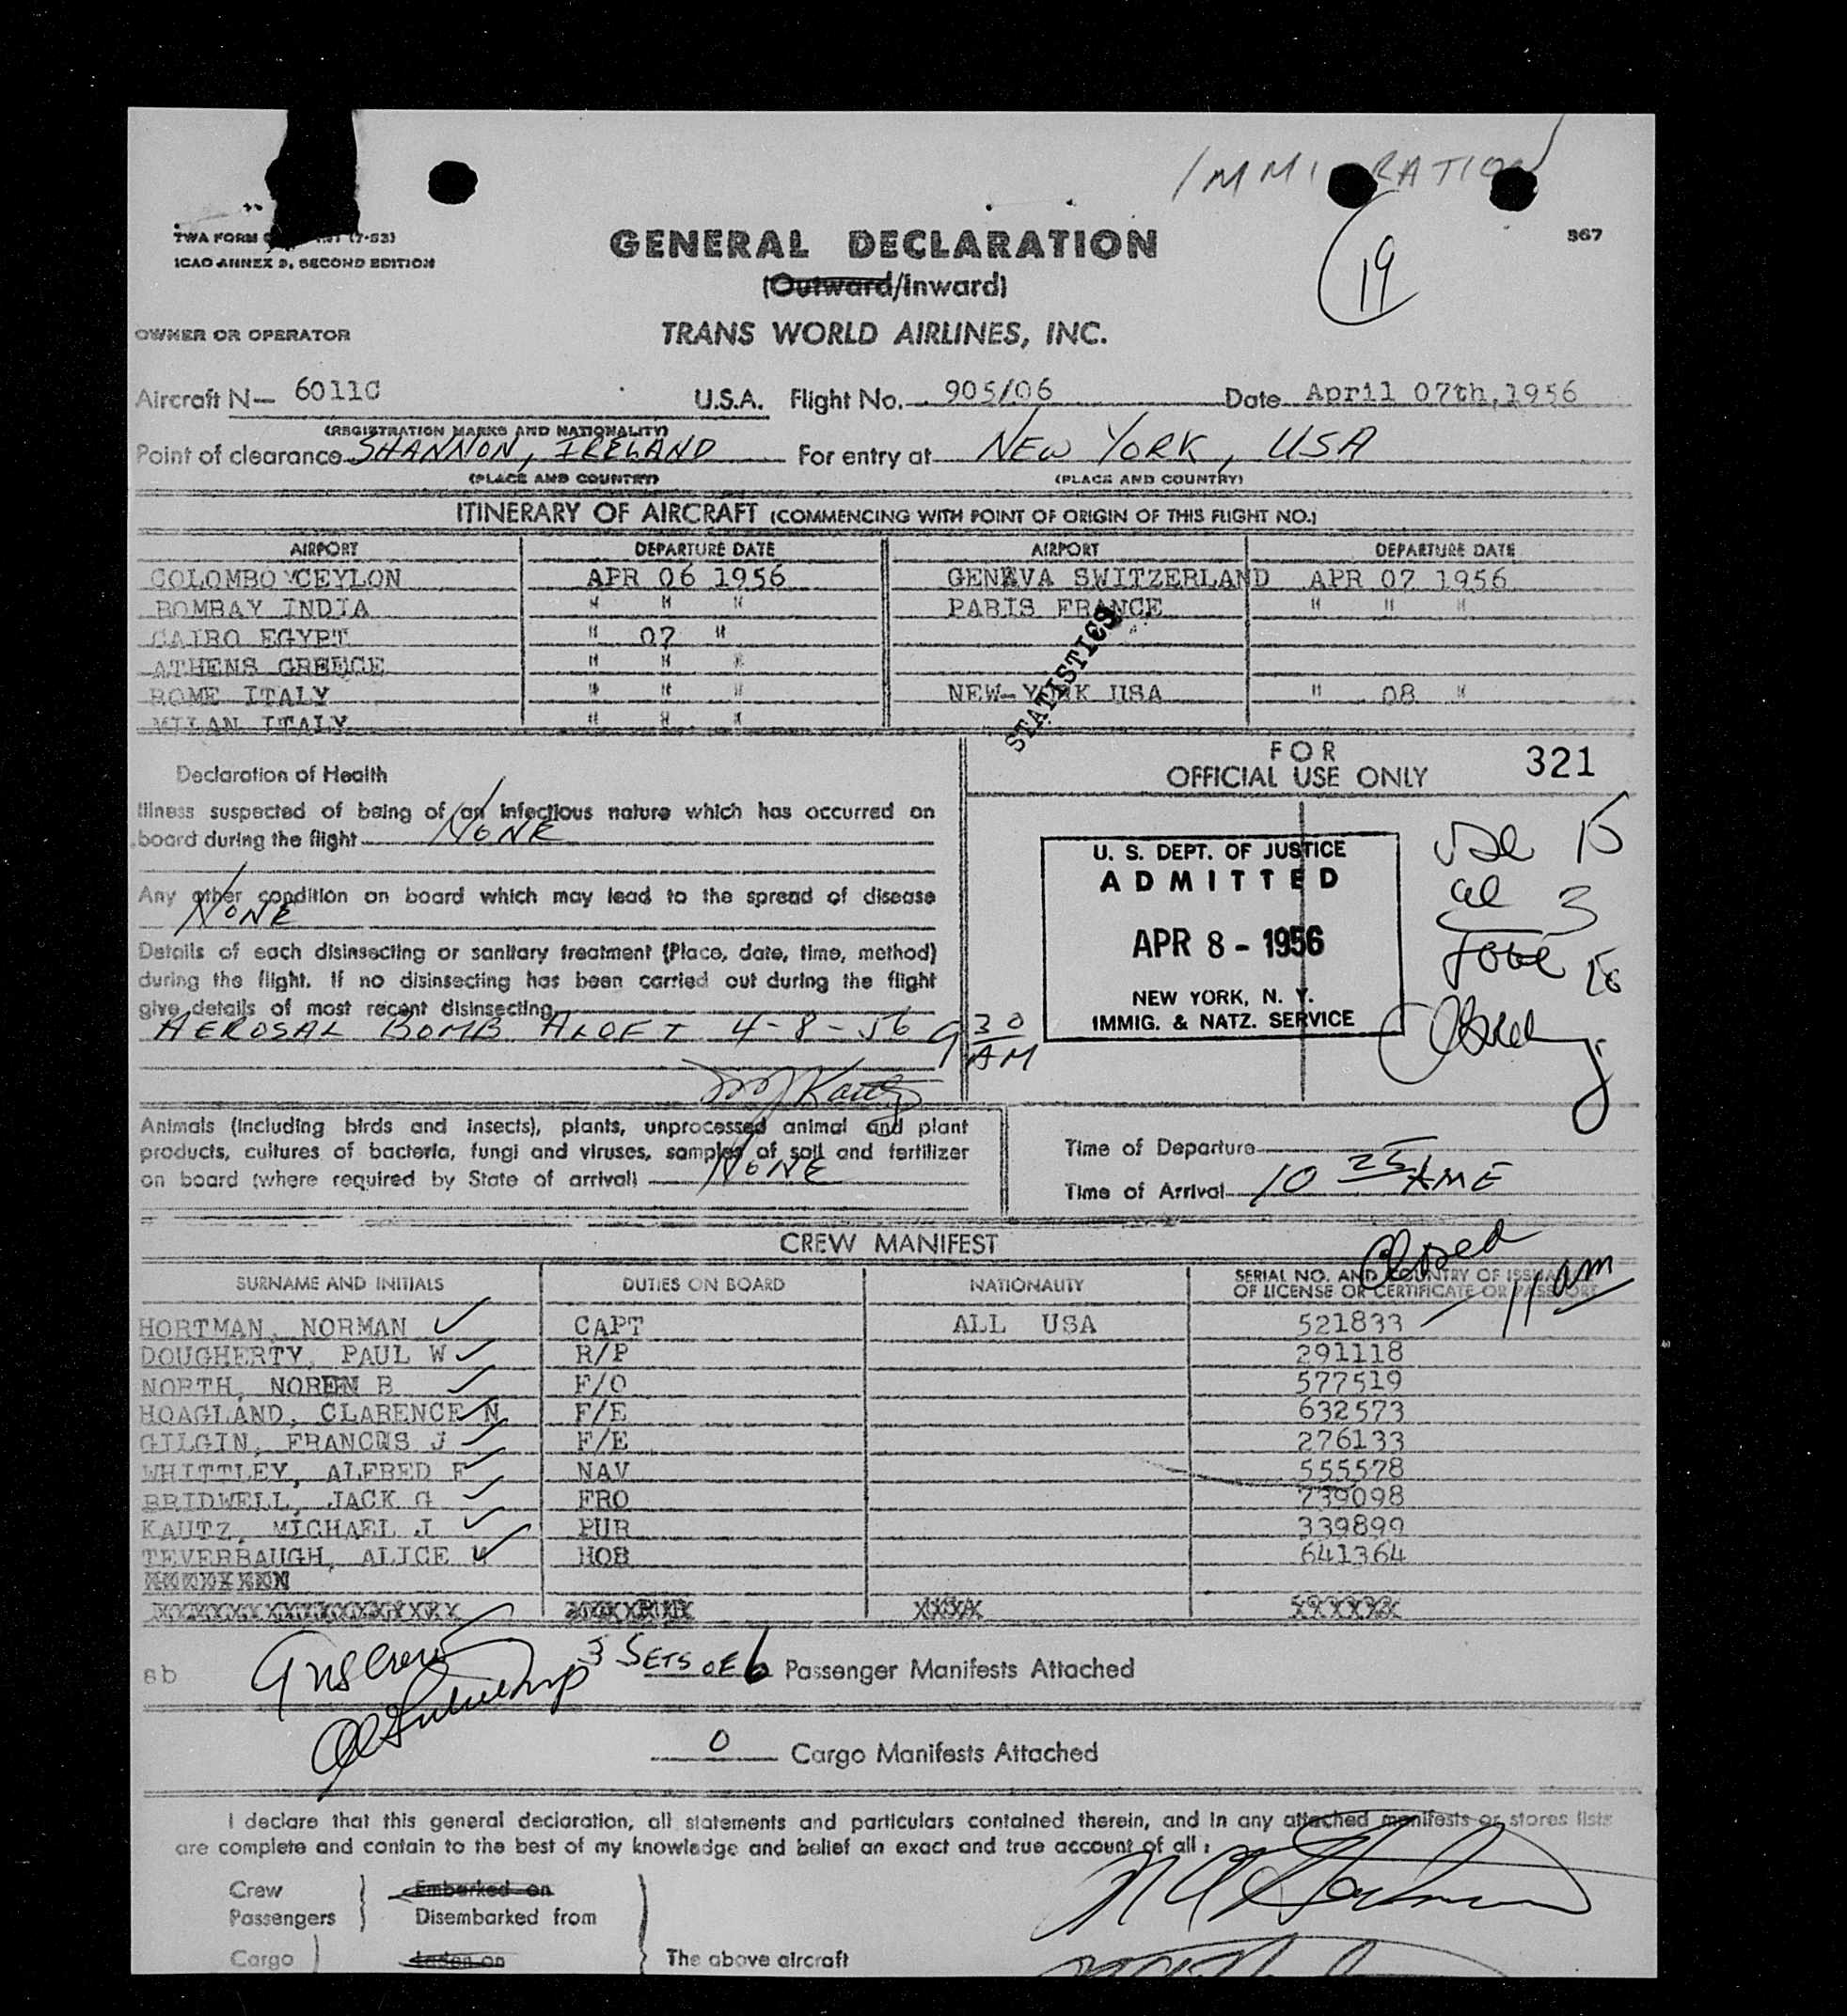 IMMIGRATION
TWA FORM (7-53)
ICAO ANNEX 9, SECOND EDITION
GENERAL DECLARATION
367
19
(Outward/Inward)
OWNER OR OPERATOR
TRANS WORLD AIRLINES, INC.
Aircraft N— 6011C U.S.A. Flight No. 905/06 Date April 07th,1956
(REGISTRATION MARKS AND NATIONALITY)
Point of clearance SHANNON, IRELAND For entry at NEW YORK, USA
(PLACE AND COUNTRY) (PLACE AND COUNTRY)
ITINERARY OF AIRCRAFT (COMMENCING WITH POINT OF ORIGIN OF THIS FLIGHT NO.)
AIRPORT DEPARTURE DATE AIRPORT DEPARTURE DATE
COLOMBO CEYLON APR 06 1956 GENEVA SWITZERLAND APR 07 1956
BOMBAY INDIA " " " PARIS FRANCE " " "
CAIRO EGYPT " 07 "
ATHENS GREECE " " "
ROME ITALY " " " NEW-YORK USA " 08 "
MILAN ITALY " " "
STATISTICS
FOR
OFFICIAL USE ONLY
321
Declaration of Health
Illness suspected of being of an infectious nature which has occurred on
board during the flight NONE
Any other condition on board which may lead to the spread of disease
NONE
Details of each disinsecting or sanitary treatment (Place, date, time, method)
during the flight. If no disinsecting has been carried out during the flight
give details of most recent disinsecting
AEROSAL BOMB ALOFT 4-8-56 9 30 AM
MJ Kautz
U. S. DEPT. OF JUSTICE
ADMITTED
APR 8 - 1956
NEW YORK, N. Y.
IMMIG. & NATZ. SERVICE
15
3
Animals (including birds and insects), plants, unprocessed animal and plant
products, cultures of bacteria, fungi and viruses, samples of soil and fertilizer
on board (where required by State of arrival) NONE
Time of Departure
Time of Arrival 10 25 AME
Closed
11 am
CREW MANIFEST
SURNAME AND INITIALS DUTIES ON BOARD NATIONALITY SERIAL NO. AND COUNTRY OF ISSUE
OF LICENSE OR CERTIFICATE OR PASSPORT
HORTMAN, NORMAN CAPT ALL USA 521833
DOUGHERTY, PAUL W R/P 291118
NORTH, NOREN B F/O 577519
HOAGLAND, CLARENCE N F/E 632573
GILGIN, FRANCIS J F/E 276133
WHITTLEY, ALFRED F NAV 555578
BRIDWELL, JACK G FRO 739098
KAUTZ, MICHAEL J PUR 339899
TEVERBAUGH, ALICE M HOS 641364
sb 9 US Crew 3 SETS OF 6 Passenger Manifests Attached
0 Cargo Manifests Attached
I declare that this general declaration, all statements and particulars contained therein, and in any attached manifests or stores lists
are complete and contain to the best of my knowledge and belief an exact and true account of all:
Crew Embarked on
Passengers Disembarked from
Cargo Laden on The above aircraft